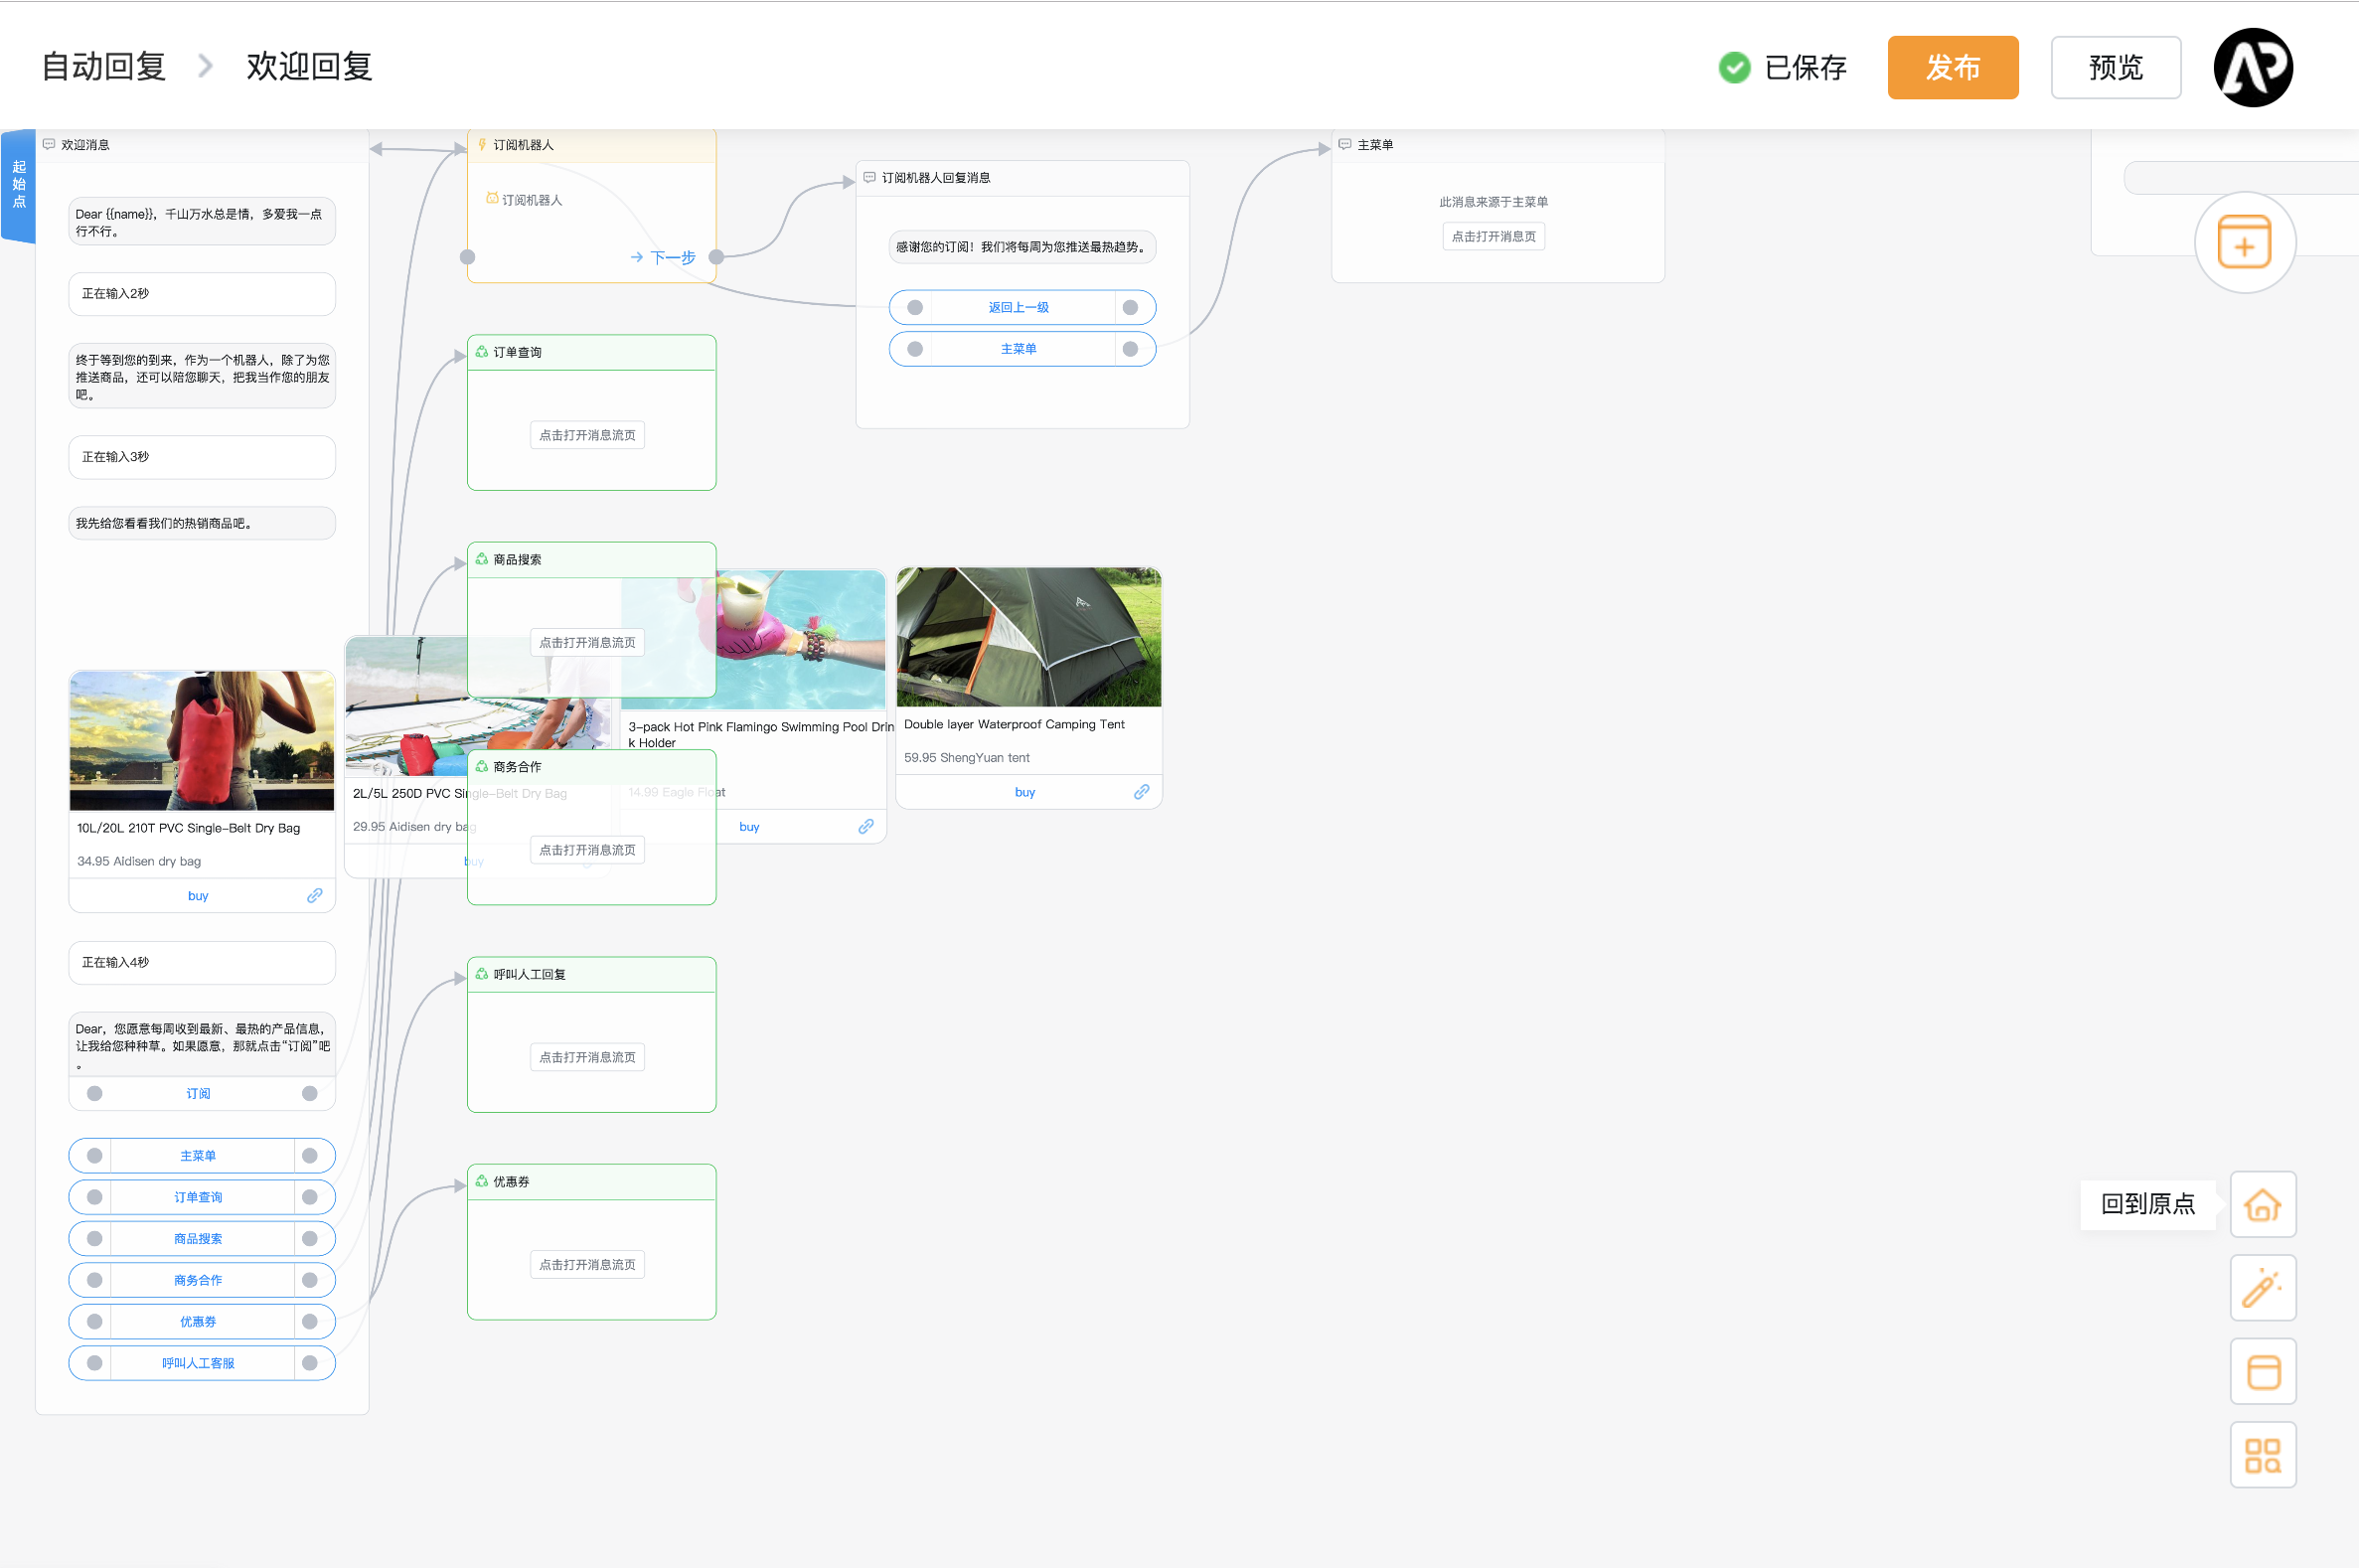 自动回复
欢迎回复
已保存
发布
预览
起始点
欢迎消息
Dear {{name}}，千山万水总是情，多爱我一点
行不行。
正在输入2秒
终于等到您的到来，作为一个机器人，除了为您
推送商品，还可以陪您聊天，把我当作您的朋友
吧。
正在输入3秒
我先给您看看我们的热销商品吧。
10L/20L 210T PVC Single-Belt Dry Bag
34.95 Aidisen dry bag
buy
2L/5L 250D PVC Single-Belt Dry Bag
29.95 Aidisen dry bag
buy
3-pack Hot Pink Flamingo Swimming Pool Drin
k Holder
14.99 Eagle Float
buy
Double layer Waterproof Camping Tent
59.95 ShengYuan tent
buy
正在输入4秒
Dear，您愿意每周收到最新、最热的产品信息，
让我给您种种草。如果愿意，那就点击“订阅”吧
。
订阅
主菜单
订单查询
商品搜索
商务合作
优惠券
呼叫人工客服
订阅机器人
订阅机器人
下一步
订单查询
点击打开消息流页
商品搜索
点击打开消息流页
商务合作
点击打开消息流页
呼叫人工回复
点击打开消息流页
优惠券
点击打开消息流页
订阅机器人回复消息
感谢您的订阅！我们将每周为您推送最热趋势。
返回上一级
主菜单
主菜单
此消息来源于主菜单
点击打开消息页
回到原点